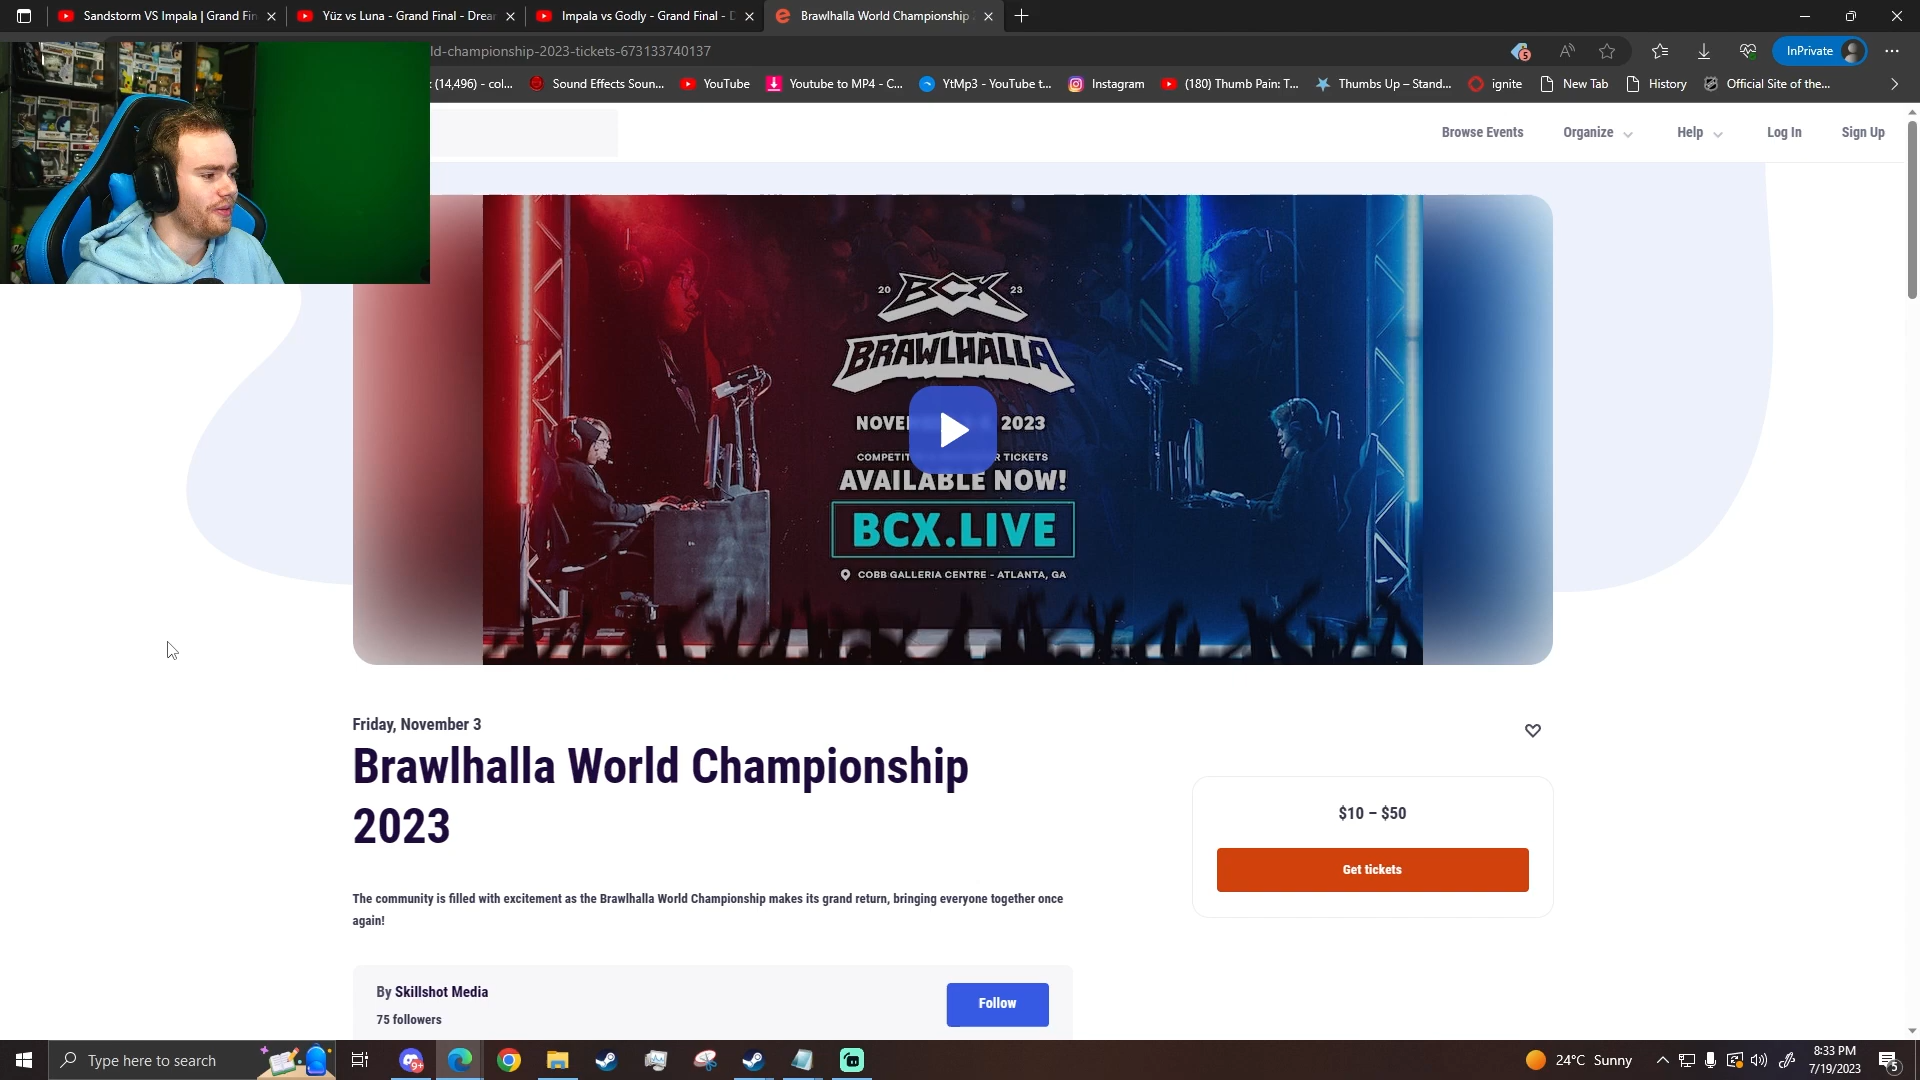 Sandstorm VS Impala | Grand Fin
Yüz vs Luna - Grand Final - Drea
Impala vs Godly - Grand Final - D
Brawlhalla World Championship
ld-championship-2023-tickets-673133740137
5
InPrivate
(14,496) - col...
Sound Effects Soun...
YouTube
Youtube to MP4 - C...
YtMp3 - YouTube t...
Instagram
(180) Thumb Pain: T...
Thumbs Up – Stand...
ignite
New Tab
History
Official Site of the...
Browse Events
Organize
Help
Log In
Sign Up
20 BCX 23
BRAWLHALLA
2023
TICKETS
AVAILABLE NOW!
BCX.LIVE
COBB GALLERIA CENTRE - ATLANTA, GA
Friday, November 3
Brawlhalla World Championship
2023
$10 – $50
Get tickets
The community is filled with excitement as the Brawlhalla World Championship makes its grand return, bringing everyone together once
again!
By Skillshot Media
75 followers
Follow
Type here to search
9+
24°C Sunny
8:33 PM
7/19/2023
5